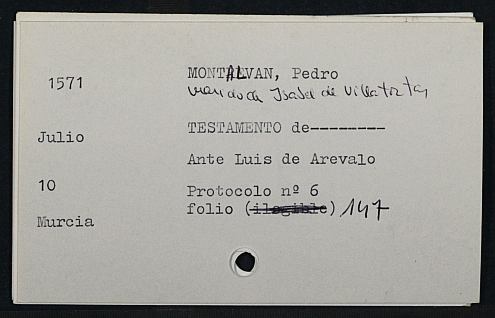 MONTALVAN, Pedro
1571
marido de Isabel de Villatorta,
TESTAMENTO de--------
Julio
Ante Luis de Arevalo
10
Protocolo nº 6
folio (ilegible) 147
Murcia